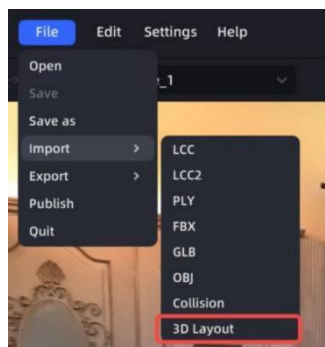 File Edit Settings Help
Open
_1
Save
Save as
Import >
Export >
Publish
Quit
LCC
LCC2
PLY
FBX
GLB
OBJ
Collision
3D Layout